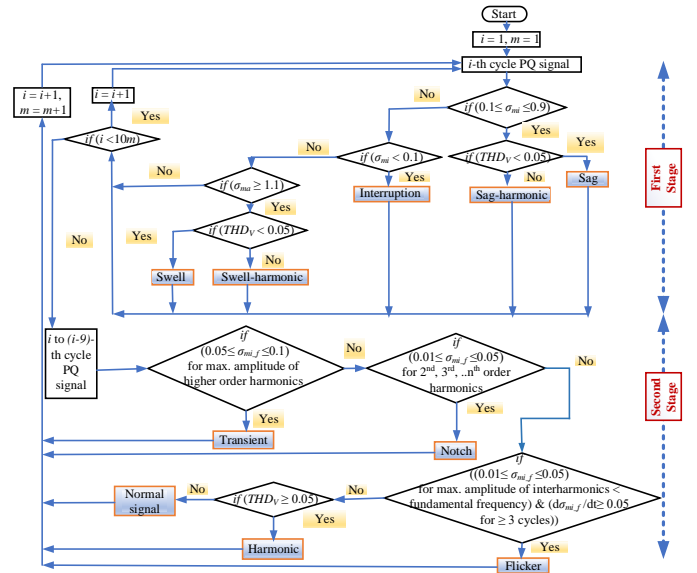 Start
i = 1, m = 1
i-th cycle PQ signal
i = i+1,
m = m+1
i = i+1
Yes
if (i <10m)
No
if (0.1≤ σmi ≤0.9)
Yes
No
if (σmi < 0.1)
Yes
if (THDV < 0.05)
Yes
No
Sag
Sag-harmonic
Interruption
No
if (σma ≥ 1.1)
Yes
No
if (THDV < 0.05)
Yes
No
Swell
Swell-harmonic
No
First
Stage
i to (i-9)-
th cycle
PQ
signal
if
(0.05≤ σmi,f ≤0.1)
for max. amplitude of
higher order harmonics
No
Yes
Transient
if
(0.01≤ σmi,f ≤0.05)
for 2nd, 3rd, ..nth order
harmonics
No
Yes
Notch
if
((0.01≤ σmi,f ≤0.05)
for max. amplitude of interharmonics <
fundamental frequency) & (dσmi,f /dt≥ 0.05
for ≥ 3 cycles))
No
Yes
Flicker
if (THDV ≥ 0.05)
No
Yes
Normal
signal
Harmonic
Second
Stage